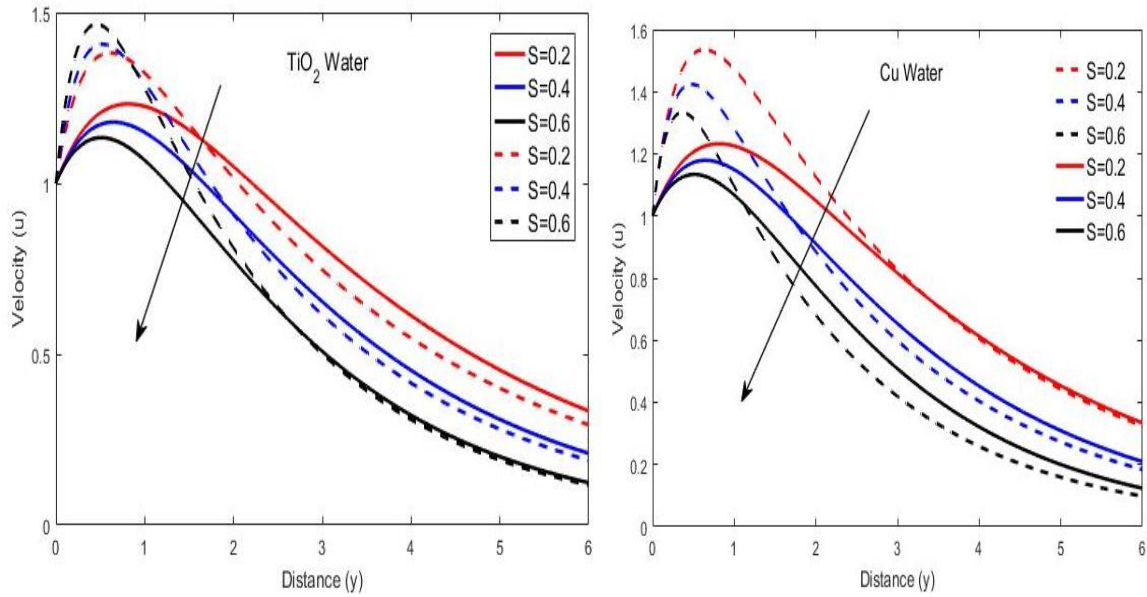 1.5
1
0.5
0
Velocity (u)
0 1 2 3 4 5 6
Distance (y)
TiO2 Water
S=0.2
S=0.4
S=0.6
S=0.2
S=0.4
S=0.6
1.6
1.4
1.2
1
0.8
0.6
0.4
0.2
0
Velocity (u)
0 1 2 3 4 5 6
Distance (y)
Cu Water
S=0.2
S=0.4
S=0.6
S=0.2
S=0.4
S=0.6